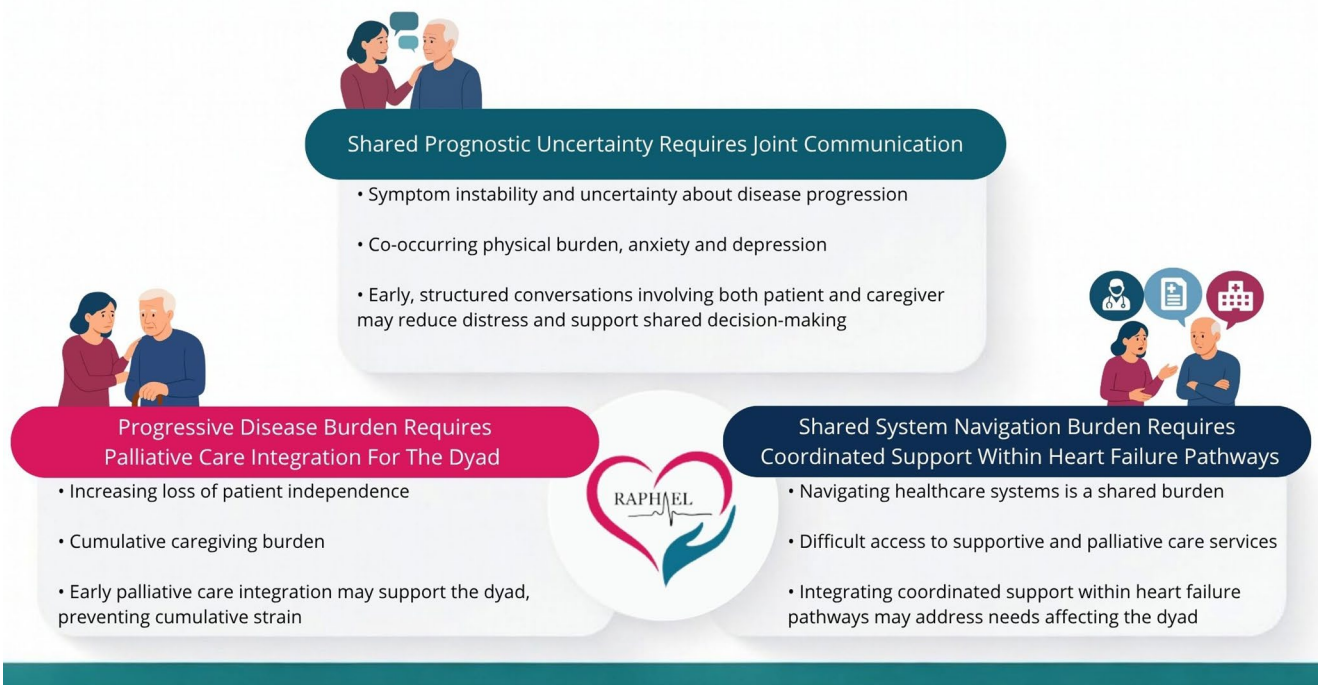 Shared Prognostic Uncertainty Requires Joint Communication
• Symptom instability and uncertainty about disease progression
• Co-occurring physical burden, anxiety and depression
• Early, structured conversations involving both patient and caregiver
may reduce distress and support shared decision-making
Progressive Disease Burden Requires
Palliative Care Integration For The Dyad
• Increasing loss of patient independence
• Cumulative caregiving burden
• Early palliative care integration may support the dyad,
preventing cumulative strain
RAPHAEL
Shared System Navigation Burden Requires
Coordinated Support Within Heart Failure Pathways
• Navigating healthcare systems is a shared burden
• Difficult access to supportive and palliative care services
• Integrating coordinated support within heart failure
pathways may address needs affecting the dyad